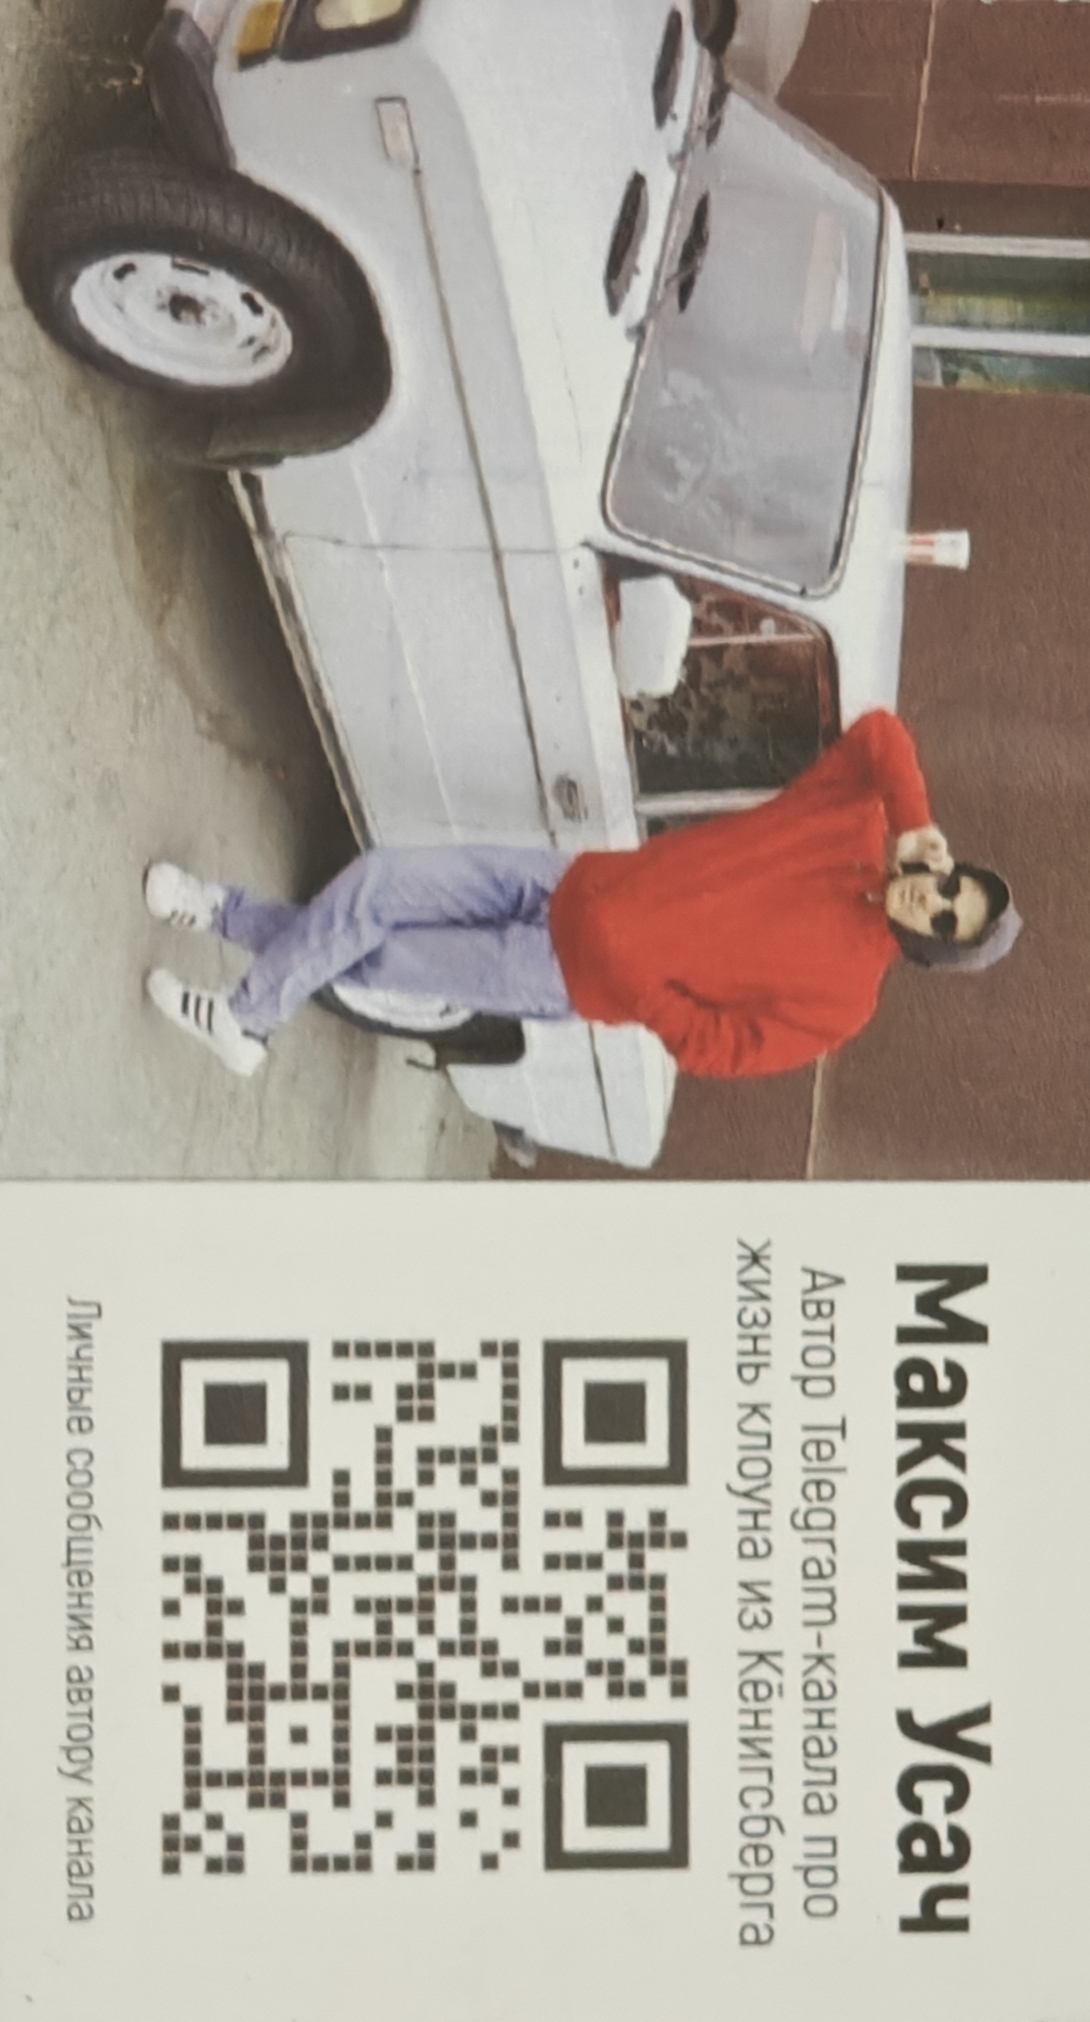 Максим Усач
Автор Telegram-канала про
жизнь клоуна из Кёнигсберга
Личные сообщения автору канала